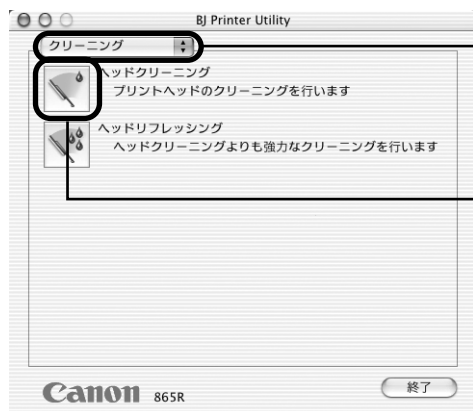 BJ Printer Utility
クリーニング
ヘッドクリーニング
プリントヘッドのクリーニングを行います
ヘッドリフレッシング
ヘッドクリーニングよりも強力なクリーニングを行います
Canon 865R
終了